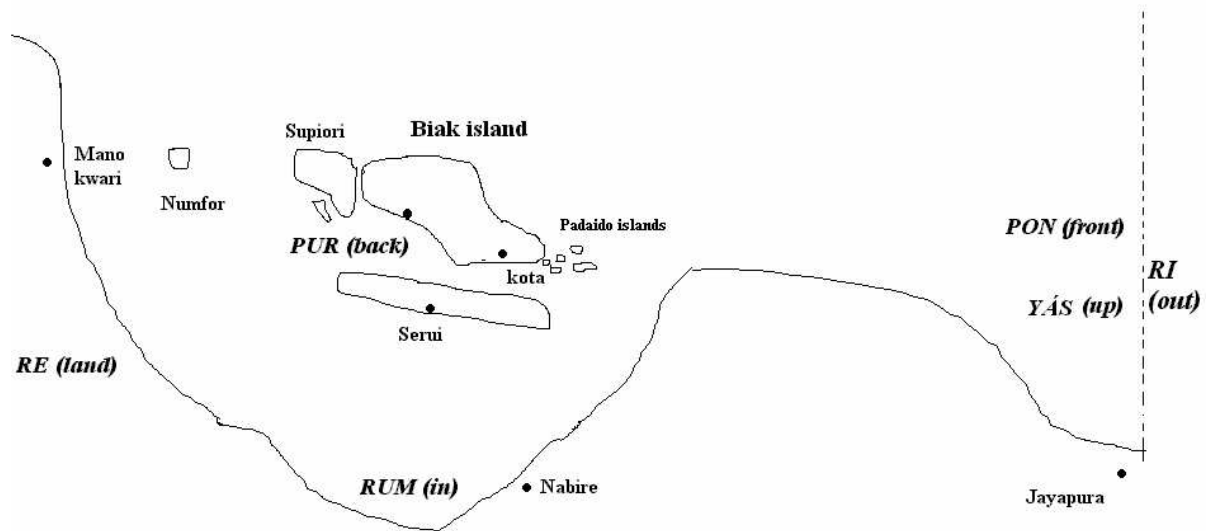 Supiori
Biak island
Mano
kwari
Numfor
Padaido islands
PUR (back)
PON (front)
kota
RI
(out)
YÁS (up)
Serui
RE (land)
RUM (in)
Nabire
Jayapura